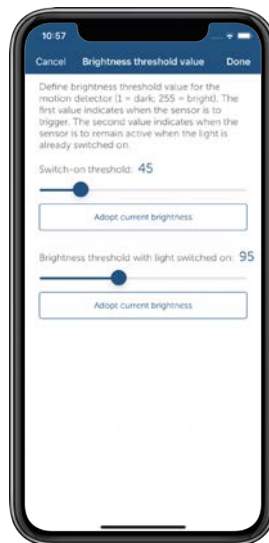 10:57
Cancel Brightness threshold value Done
Define brightness threshold value for the
motion detector (1 = dark; 255 = bright). The
first value indicates when the sensor is to
trigger. The second value indicates when the
sensor is to remain active when the light is
already switched on.
Switch-on threshold: 45
Adopt current brightness
Brightness threshold with light switched on: 95
Adopt current brightness